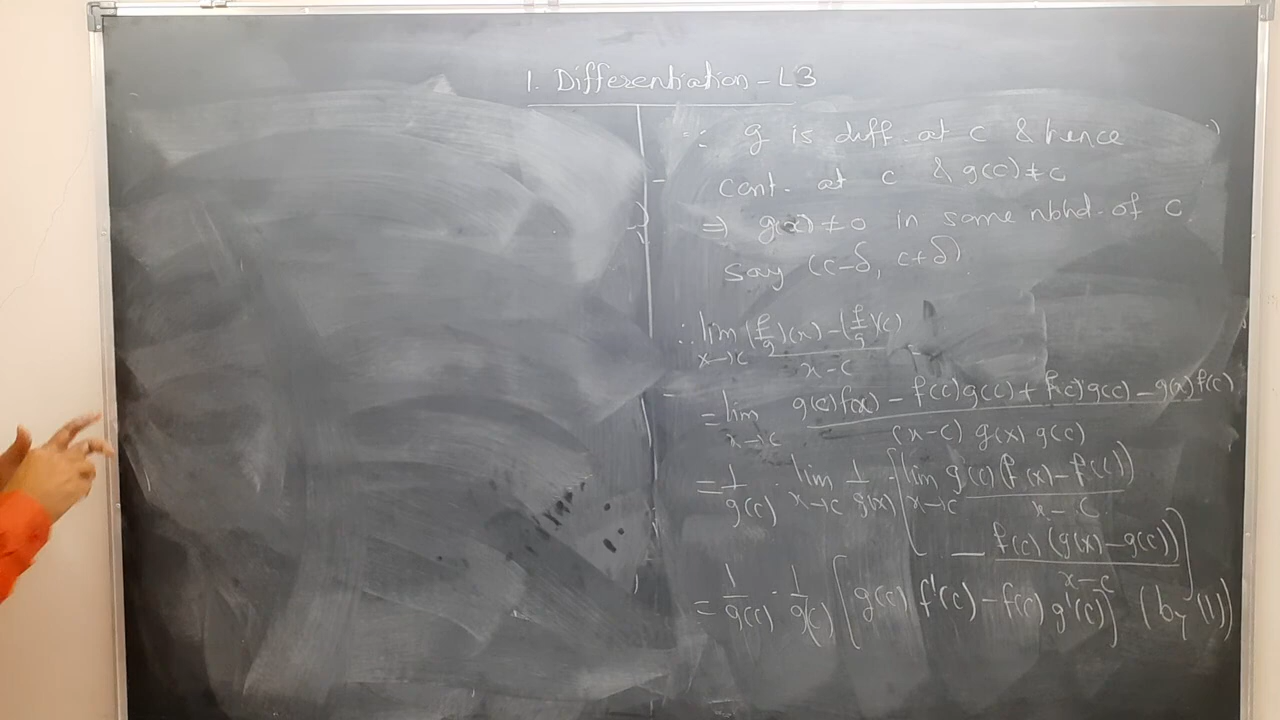 1. Differentiation - L3
∵ g is diff. at c & hence
cont. at c & g(c) ≠ c
⇒ g(x) ≠ 0 in some nbhd. of c
say (c-δ, c+δ).
∴ lim x→c ((f/g)(x) - (f/g)(c)) / (x-c)
= lim x→c (g(c)f(x) - f(c)g(c) + f(c)g(c) - g(x)f(c)) / ((x-c) g(x) g(c))
= 1/g(c) · lim x→c 1/g(x) · [lim x→c g(c)(f(x) - f(c)) / (x-c)
- f(c)(g(x) - g(c)) / (x-c)]
= 1/g(c) · 1/g(c) [g(c) f'(c) - f(c) g'(c)] (by (1))